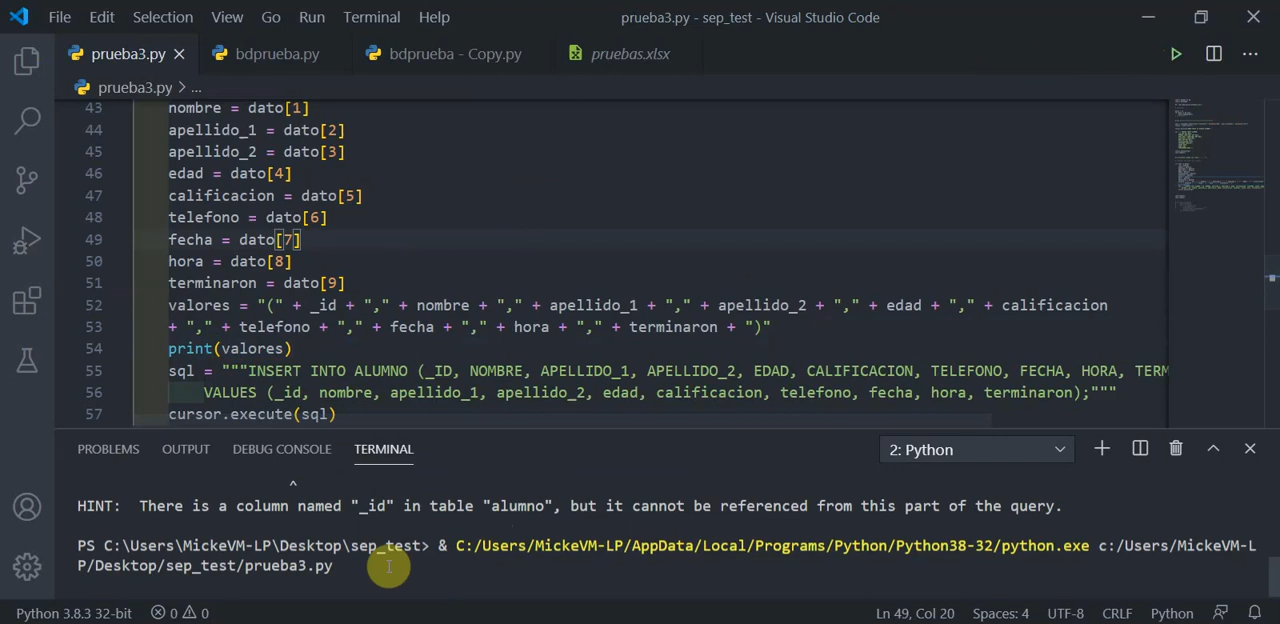 File Edit Selection View Go Run Terminal Help prueba3.py - sep_test - Visual Studio Code
prueba3.py bdprueba.py bdprueba - Copy.py pruebas.xlsx
prueba3.py > ...
43 nombre = dato[1]
44 apellido_1 = dato[2]
45 apellido_2 = dato[3]
46 edad = dato[4]
47 calificacion = dato[5]
48 telefono = dato[6]
49 fecha = dato[7]
50 hora = dato[8]
51 terminaron = dato[9]
52 valores = "(" + _id + "," + nombre + "," + apellido_1 + "," + apellido_2 + "," + edad + "," + calificacion
53 + "," + telefono + "," + fecha + "," + hora + "," + terminaron + ")"
54 print(valores)
55 sql = """INSERT INTO ALUMNO (_ID, NOMBRE, APELLIDO_1, APELLIDO_2, EDAD, CALIFICACION, TELEFONO, FECHA, HORA, TERM
56 VALUES (_id, nombre, apellido_1, apellido_2, edad, calificacion, telefono, fecha, hora, terminaron);"""
57 cursor.execute(sql)
PROBLEMS OUTPUT DEBUG CONSOLE TERMINAL 2: Python
^
HINT: There is a column named "_id" in table "alumno", but it cannot be referenced from this part of the query.
PS C:\Users\MickeVM-LP\Desktop\sep_test> & C:/Users/MickeVM-LP/AppData/Local/Programs/Python/Python38-32/python.exe c:/Users/MickeVM-L
P/Desktop/sep_test/prueba3.py
Python 3.8.3 32-bit 0 0 Ln 49, Col 20 Spaces: 4 UTF-8 CRLF Python